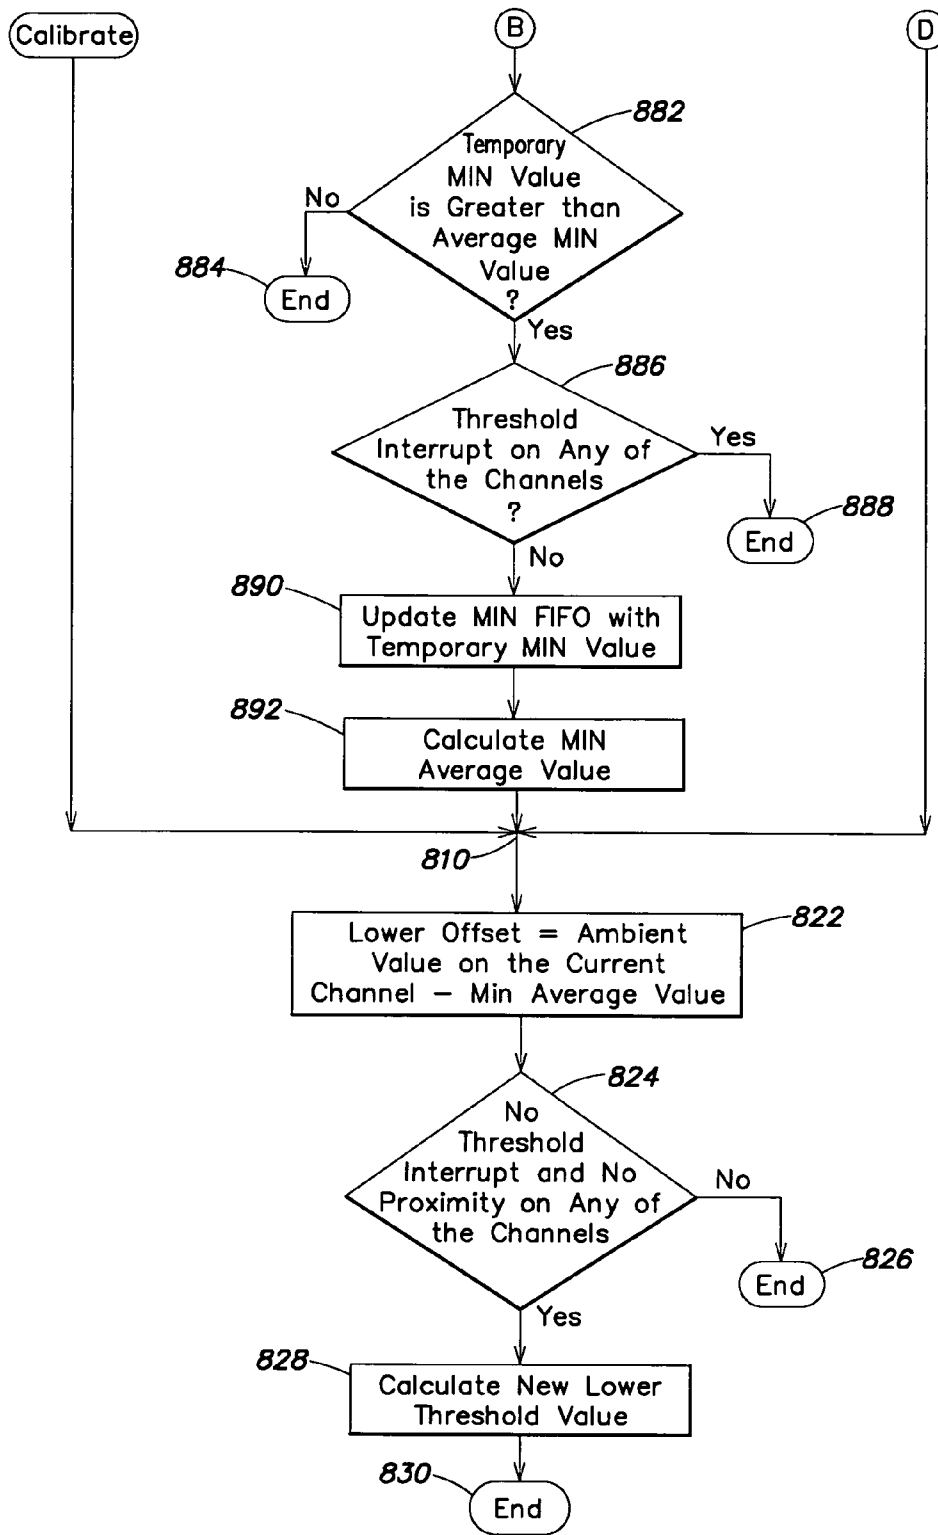 Calibrate
B
D
882
Temporary
MIN Value
is Greater than
Average MIN
Value
?
No
884
End
Yes
886
Threshold
Interrupt on Any of
the Channels
?
Yes
888
End
No
890
Update MIN FIFO with
Temporary MIN Value
892
Calculate MIN
Average Value
810
822
Lower Offset = Ambient
Value on the Current
Channel – Min Average Value
824
No
Threshold
Interrupt and No
Proximity on Any of
the Channels
No
826
End
Yes
828
Calculate New Lower
Threshold Value
830
End